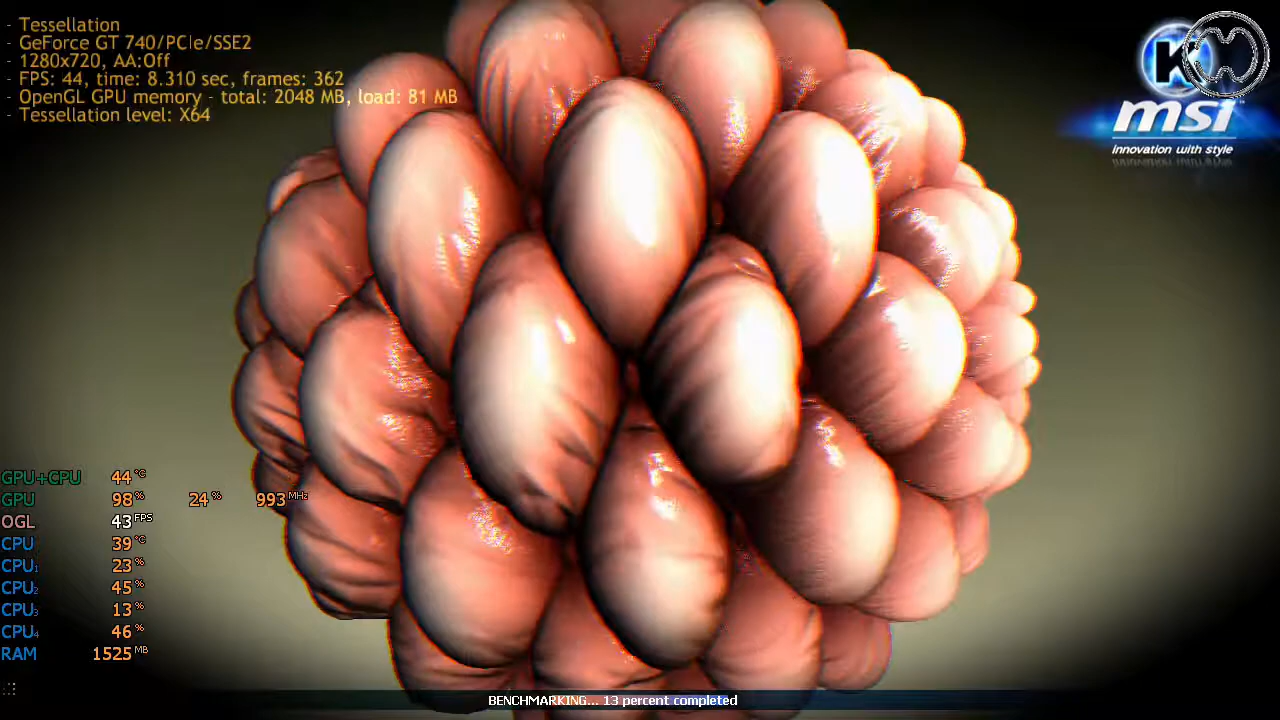 - Tessellation
- GeForce GT 740/PCIe/SSE2
- 1280x720, AA:Off
- FPS: 44, time: 8.310 sec, frames: 362
- OpenGL GPU memory - total: 2048 MB, load: 81 MB
- Tessellation level: X64
K
msi™
innovation with style
GPU+CPU 44 °C
GPU 98 % 24 % 993 MHz
OGL 43 FPS
CPU 39 °C
CPU1 23 %
CPU2 45 %
CPU3 13 %
CPU4 46 %
RAM 1525 MB
BENCHMARKING... 13 percent completed